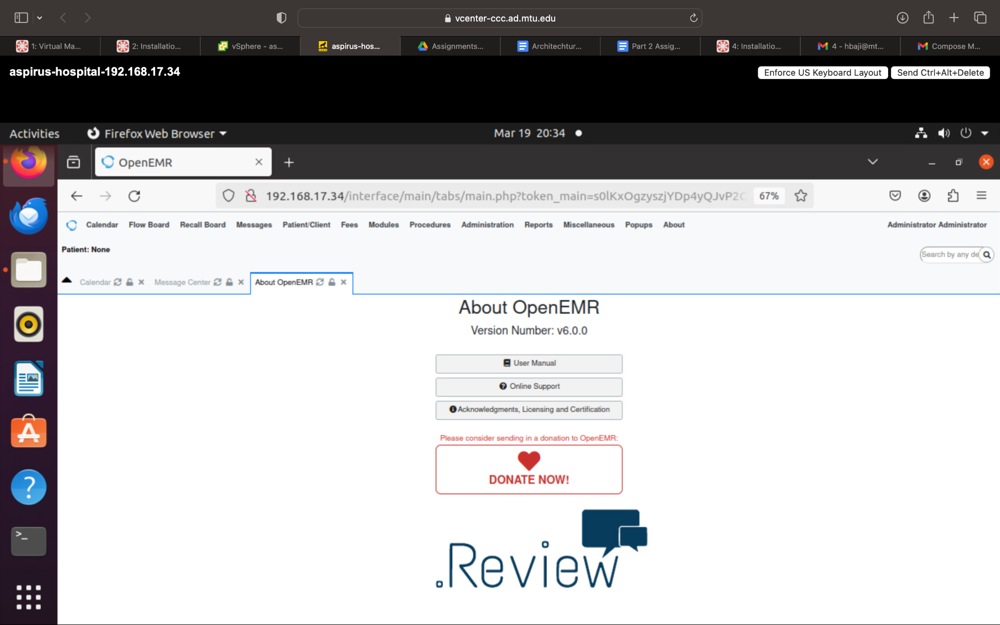 vcenter-ccc.ad.mtu.edu
1: Virtual Ma...
2: Installatio...
vSphere - as...
aspirus-hos...
Assignments...
Architechtur...
Part 2 Assig...
4: Installatio...
4 - hbaji@mt...
Compose M...
aspirus-hospital-192.168.17.34
Enforce US Keyboard Layout
Send Ctrl+Alt+Delete
Activities
Firefox Web Browser
Mar 19 20:34
OpenEMR
192.168.17.34/interface/main/tabs/main.php?token_main=s0lKxOgzyszjYDp4yQJvP2C
67%
Calendar Flow Board Recall Board Messages Patient/Client Fees Modules Procedures Administration Reports Miscellaneous Popups About
Administrator Administrator
Patient: None
Search by any de
Calendar
Message Center
About OpenEMR
About OpenEMR
Version Number: v6.0.0
User Manual
Online Support
Acknowledgments, Licensing and Certification
Please consider sending in a donation to OpenEMR:
DONATE NOW!
.Review